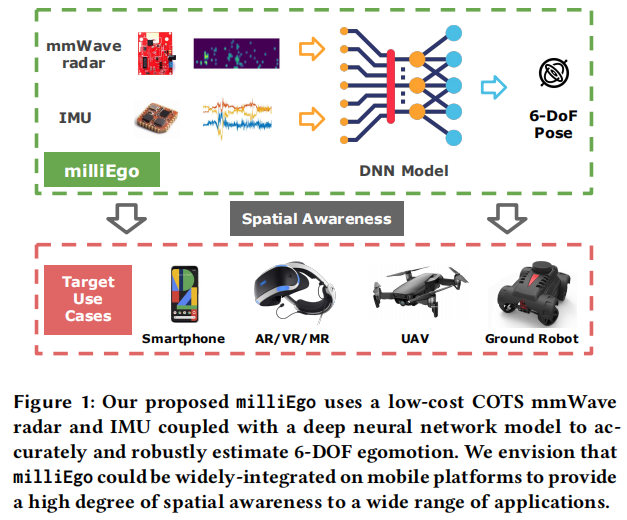 mmWave
radar
IMU
DNN Model
6-DoF
Pose
milliEgo
Spatial Awareness
Target
Use
Cases
Smartphone
AR/VR/MR
UAV
Ground Robot
Figure 1: Our proposed milliEgo uses a low-cost COTS mmWave
radar and IMU coupled with a deep neural network model to ac-
curately and robustly estimate 6-DOF egomotion. We envision that
milliEgo could be widely-integrated on mobile platforms to provide
a high degree of spatial awareness to a wide range of applications.